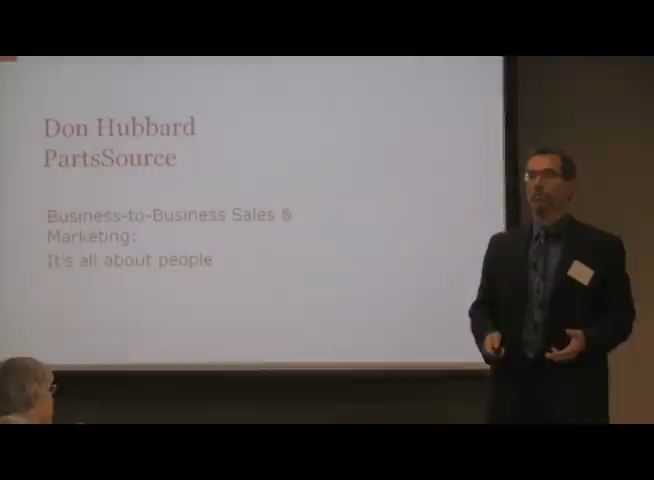 Don Hubbard
PartsSource
Business-to-Business Sales &
Marketing:
It's all about people